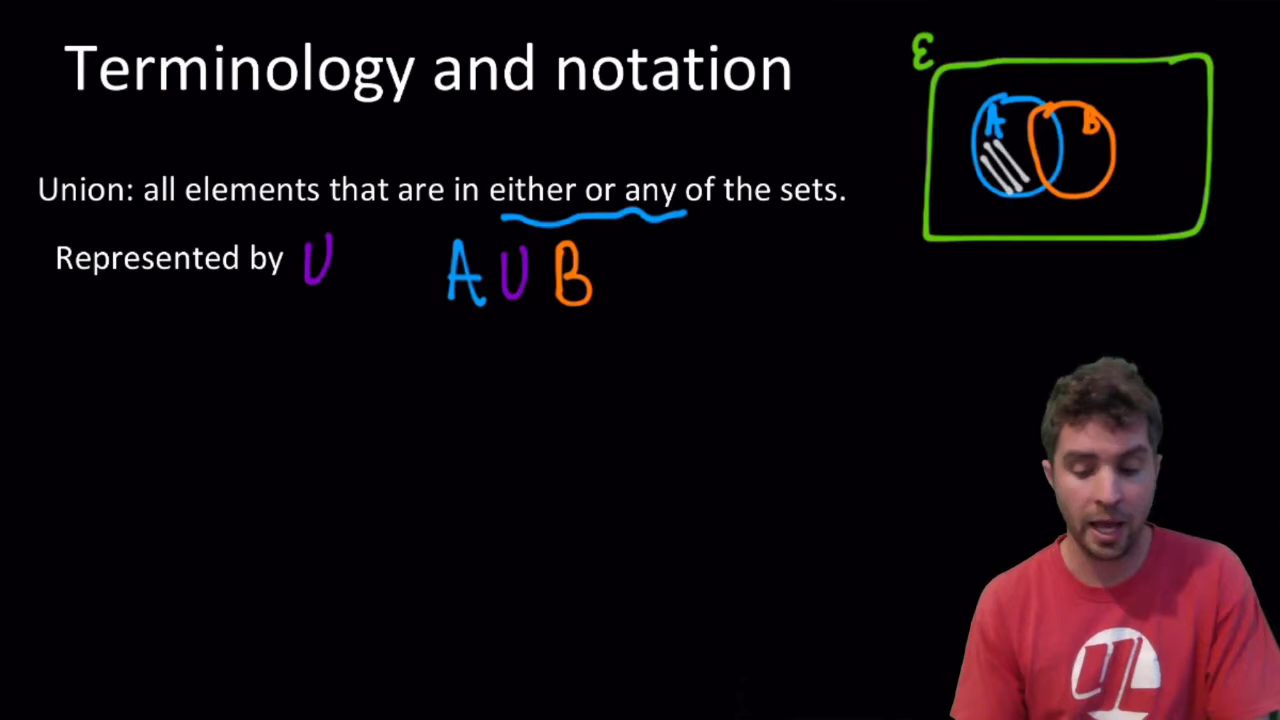 Terminology and notation
ε
A B
Union: all elements that are in either or any of the sets.
Represented by U A U B